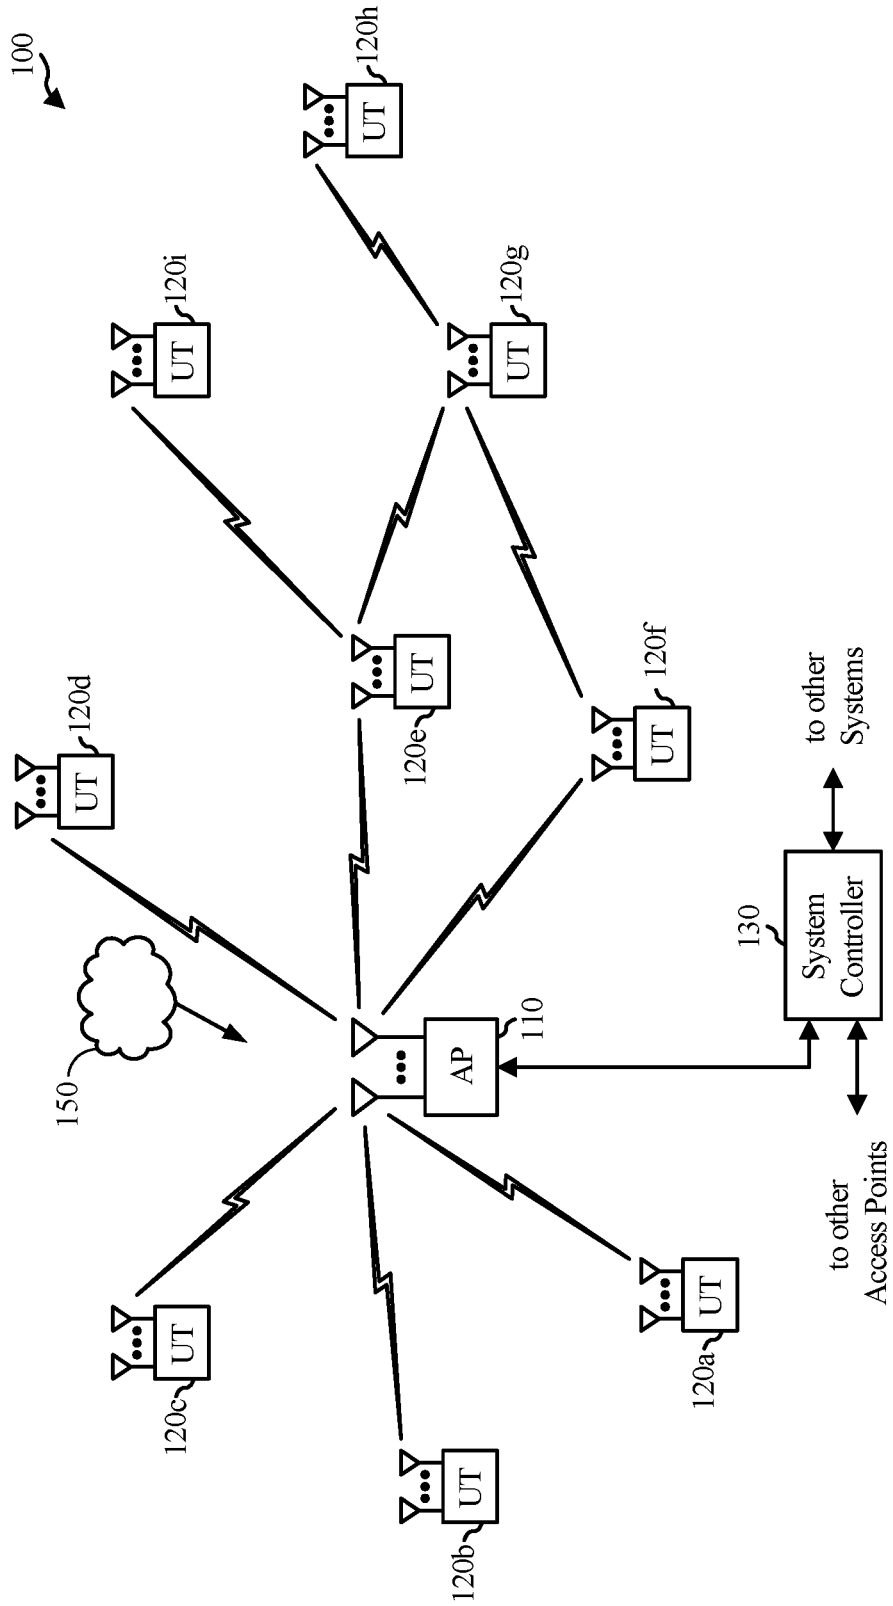 100
120d
UT
120i
UT
120h
UT
150
120c
UT
120e
UT
120g
UT
110
AP
120b
UT
120f
UT
120a
UT
130
System
Controller
to other
Systems
to other
Access Points